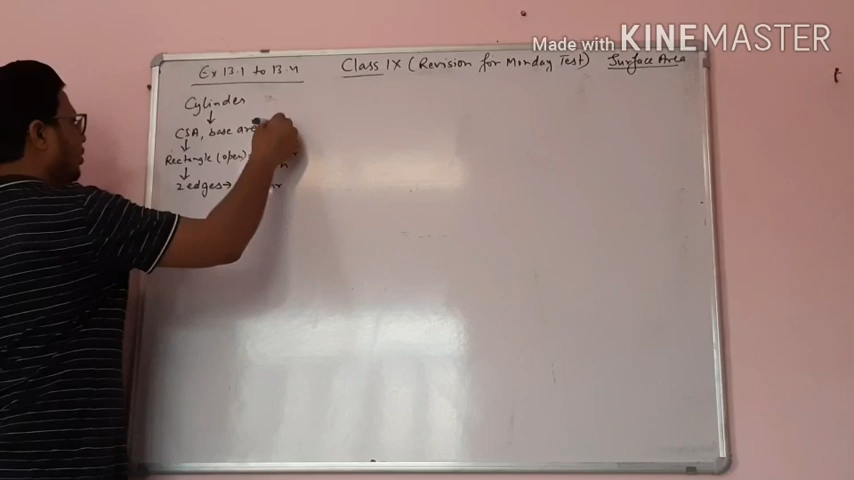 Made with KINEMASTER
Ex 13.1 to 13.4 Class IX (Revision for Monday Test) Surface Area
Cylinder
↓
CSA, base are
↓
Rectangle (open)
↓
2 edges →